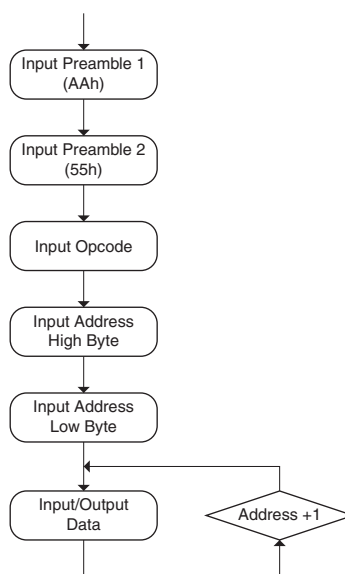 Input Preamble 1
(AAh)
Input Preamble 2
(55h)
Input Opcode
Input Address
High Byte
Input Address
Low Byte
Input/Output
Data
Address +1